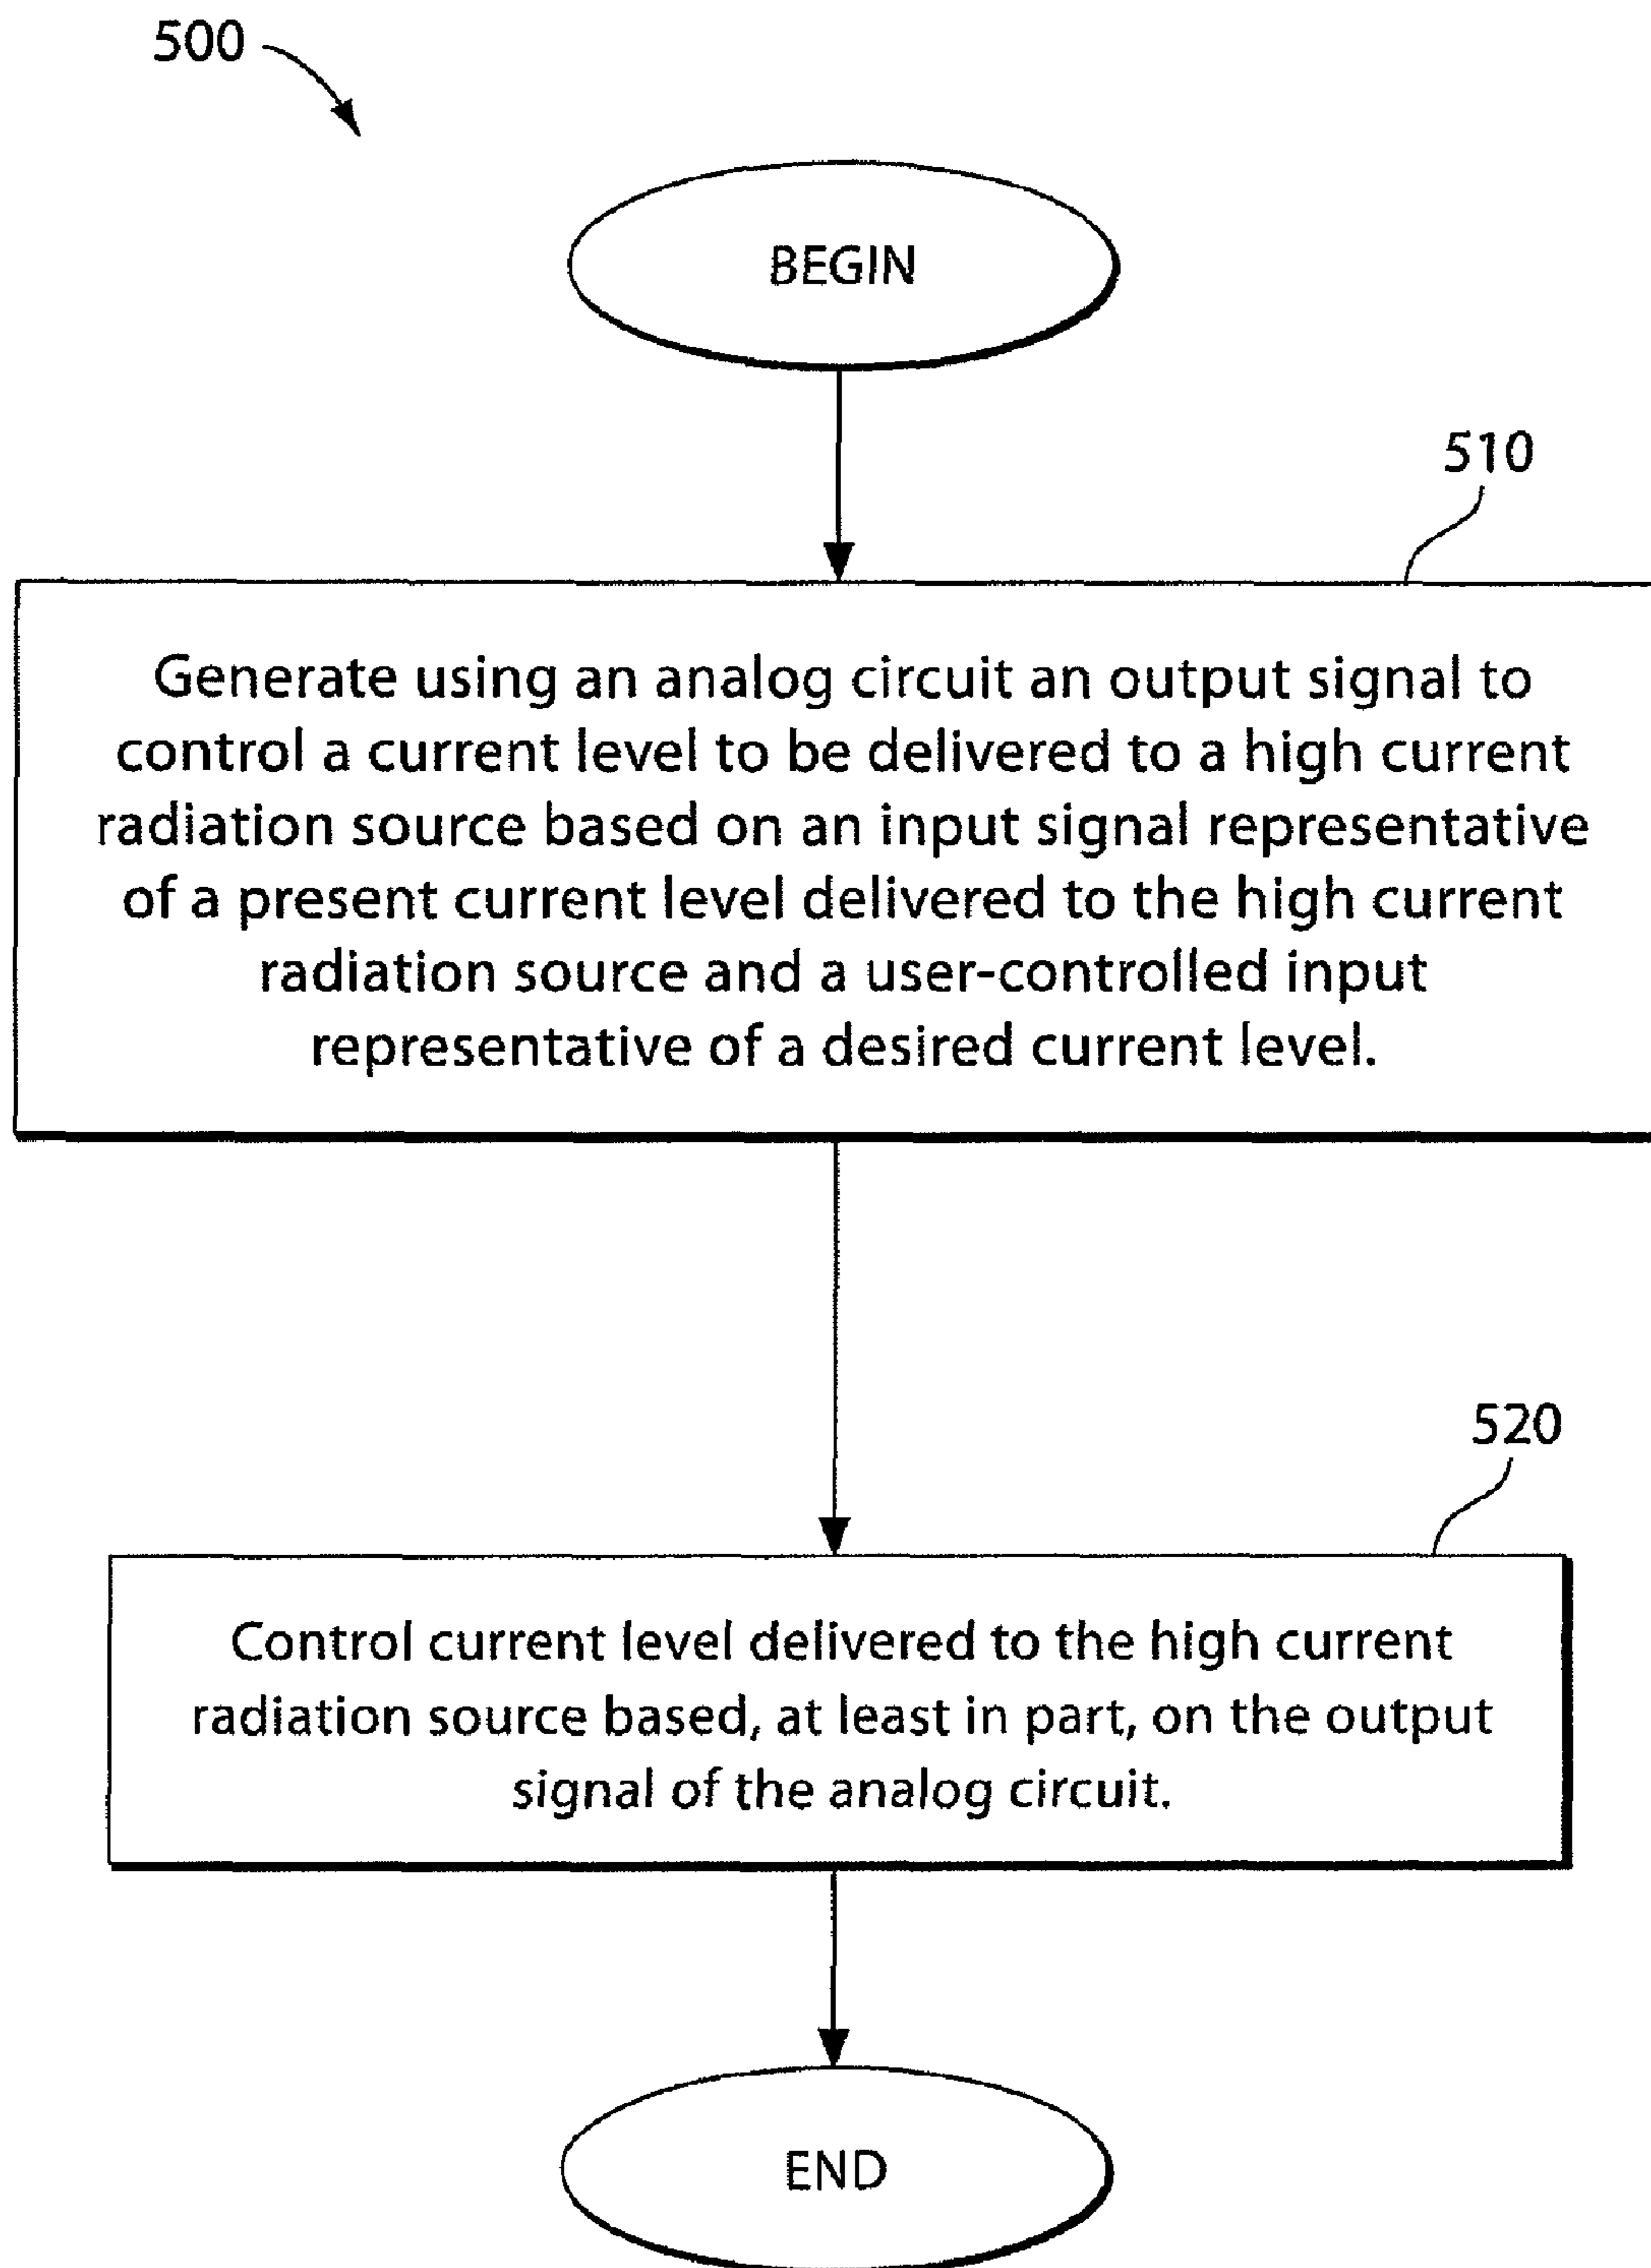 500
BEGIN
510
Generate using an analog circuit an output signal to
control a current level to be delivered to a high current
radiation source based on an input signal representative
of a present current level delivered to the high current
radiation source and a user-controlled input
representative of a desired current level.
520
Control current level delivered to the high current
radiation source based, at least in part, on the output
signal of the analog circuit.
END